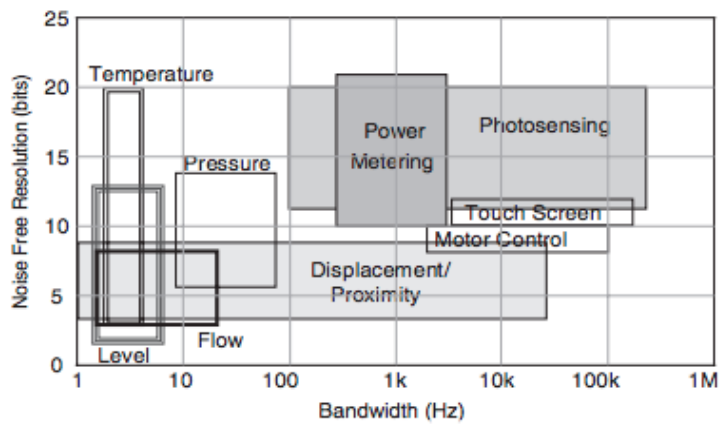 25
Temperature
20
Power
Metering
Photosensing
15
Pressure
Touch Screen
10
Motor Control
Displacement/
Proximity
5
Flow
Level
0
1
10
100
1k
10k
100k
1M
Bandwidth (Hz)
Noise Free Resolution (bits)